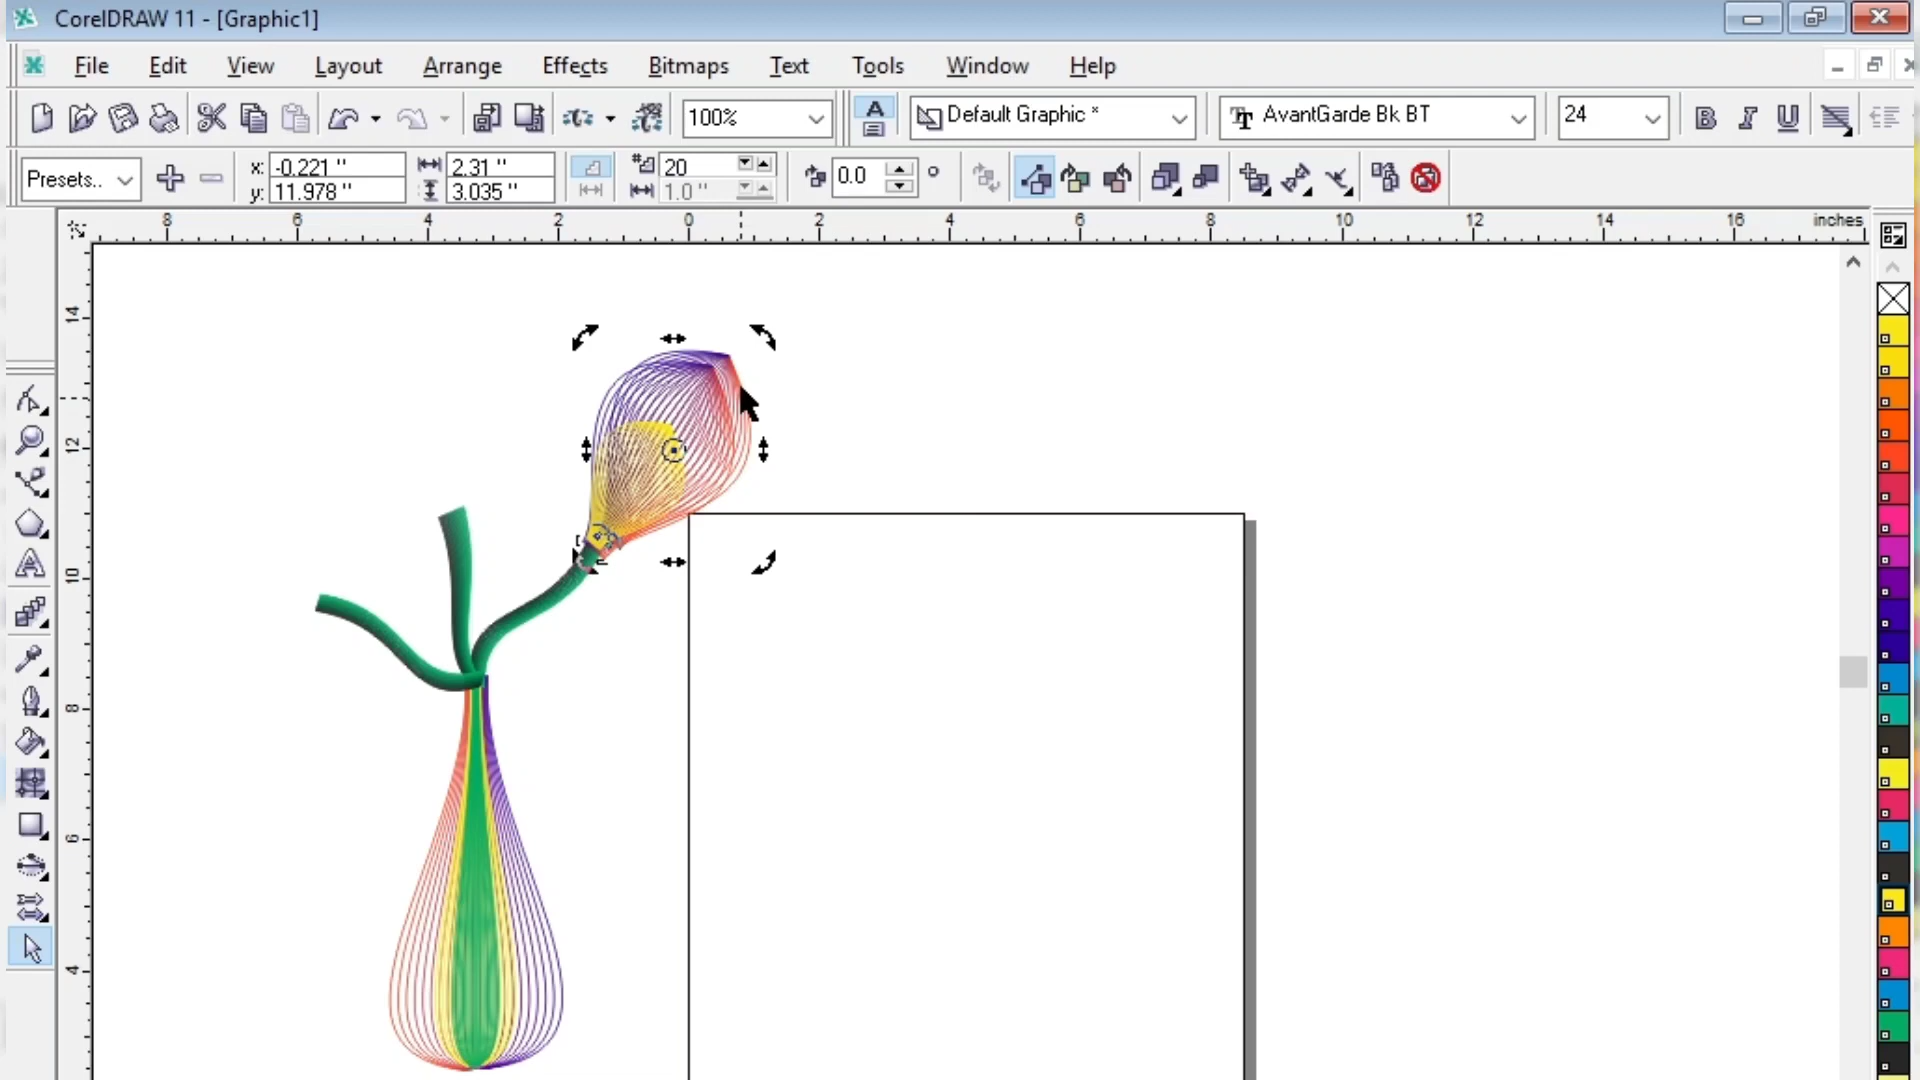 CorelDRAW 11 - [Graphic1]
File Edit View Layout Arrange Effects Bitmaps Text Tools Window Help
100% A Default Graphic * AvantGarde Bk BT 24 B I U
Presets.. x: -0.221 " 2.31 " 20 0.0 °
y: 11.978 " 3.035 " 1.0 "
8 6 4 2 0 2 4 6 8 10 12 14 16 inches
14
12
10
8
6
4